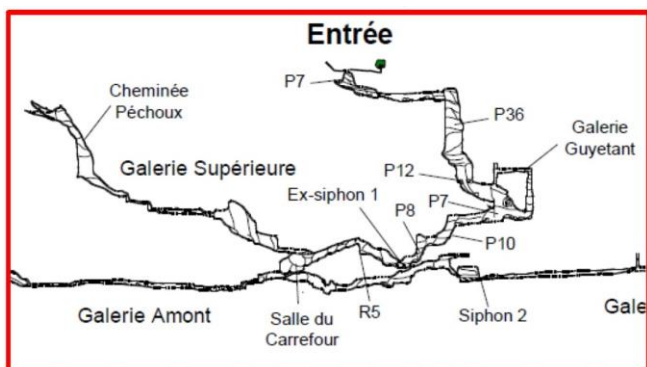 Entrée
P7
Cheminée
Péchoux
P36
Galerie
Guyetant
Galerie Supérieure
P12
Ex-siphon 1
P7
P8
P10
Galerie Amont
Salle du
Carrefour
R5
Siphon 2
Gale